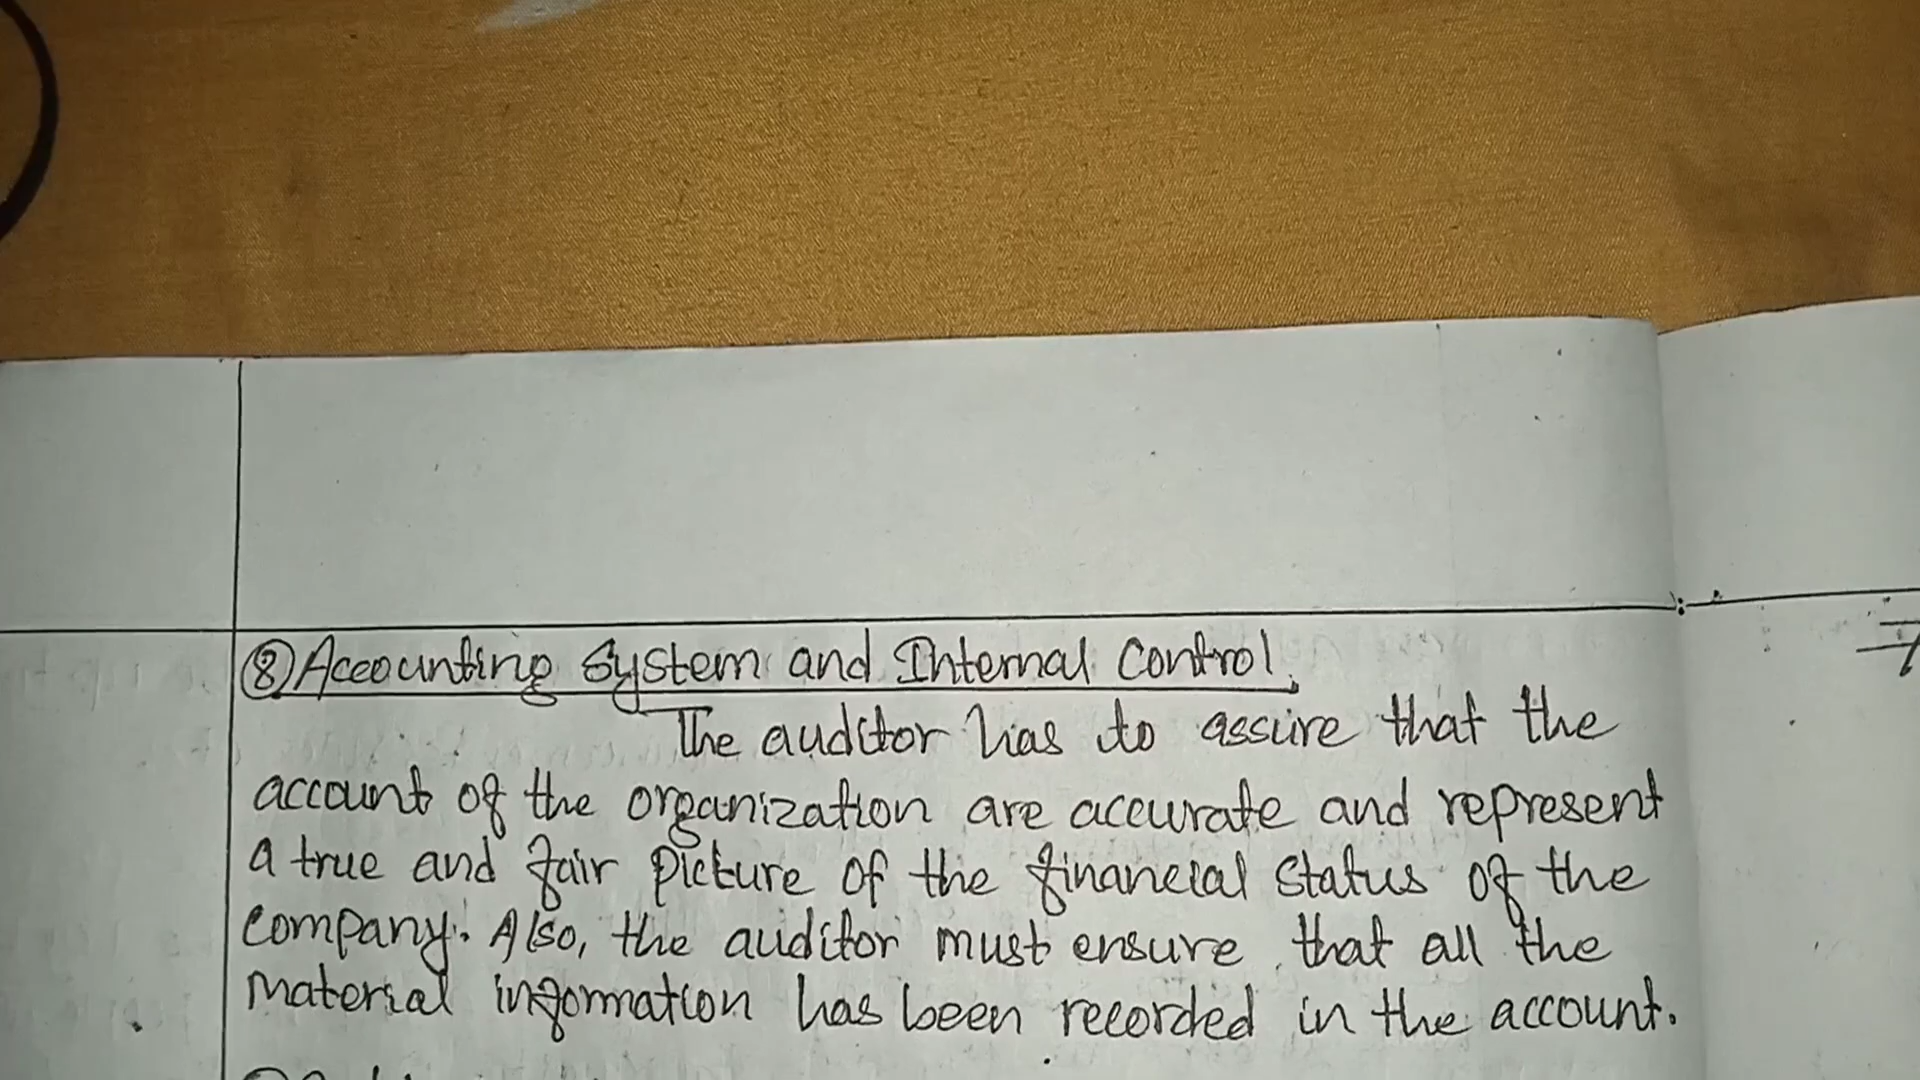 ⑧ Accounting System and Internal Control.
The auditor has to assure that the
account of the organization are accurate and represent
a true and fair picture of the financial status of the
company. Also, the auditor must ensure that all the
material information has been recorded in the account.